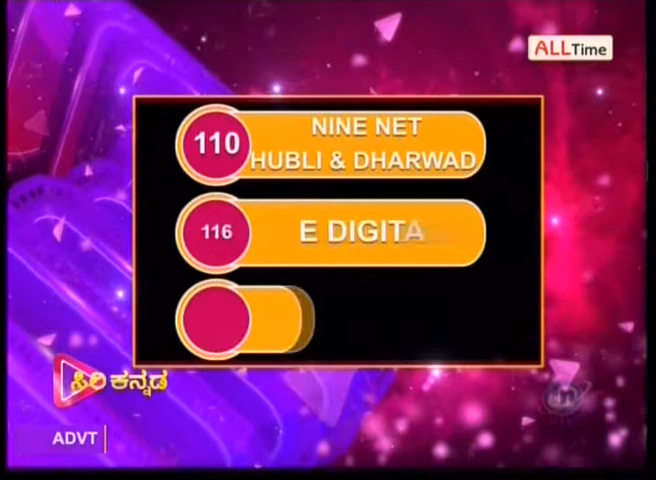 ALLTime
110
NINE NET
HUBLI & DHARWAD
116
E DIGITA
ಸಿರಿ ಕನ್ನಡ
ADVT